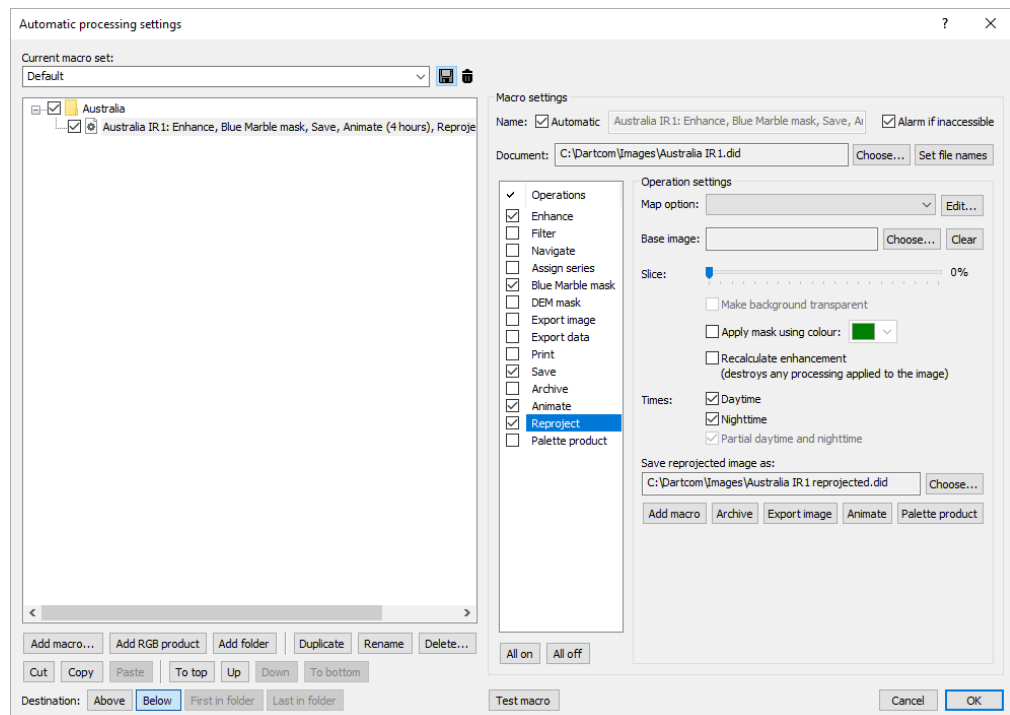 Automatic processing settings
Current macro set:
Default
Australia
Australia IR1: Enhance, Blue Marble mask, Save, Animate (4 hours), Reproje
Add macro... Add RGB product Add folder Duplicate Rename Delete...
Cut Copy Paste To top Up Down To bottom
Destination: Above Below First in folder Last in folder
Macro settings
Name: Automatic Australia IR1: Enhance, Blue Marble mask, Save, A Alarm if inaccessible
Document: C:\Dartcom\Images\Australia IR1.did Choose... Set file names
Operations
Enhance
Filter
Navigate
Assign series
Blue Marble mask
DEM mask
Export image
Export data
Print
Save
Archive
Animate
Reproject
Palette product
All on All off
Operation settings
Map option: Edit...
Base image: Choose... Clear
Slice: 0%
Make background transparent
Apply mask using colour:
Recalculate enhancement
(destroys any processing applied to the image)
Times: Daytime
Nighttime
Partial daytime and nighttime
Save reprojected image as:
C:\Dartcom\Images\Australia IR1 reprojected.did Choose...
Add macro Archive Export image Animate Palette product
Test macro Cancel OK